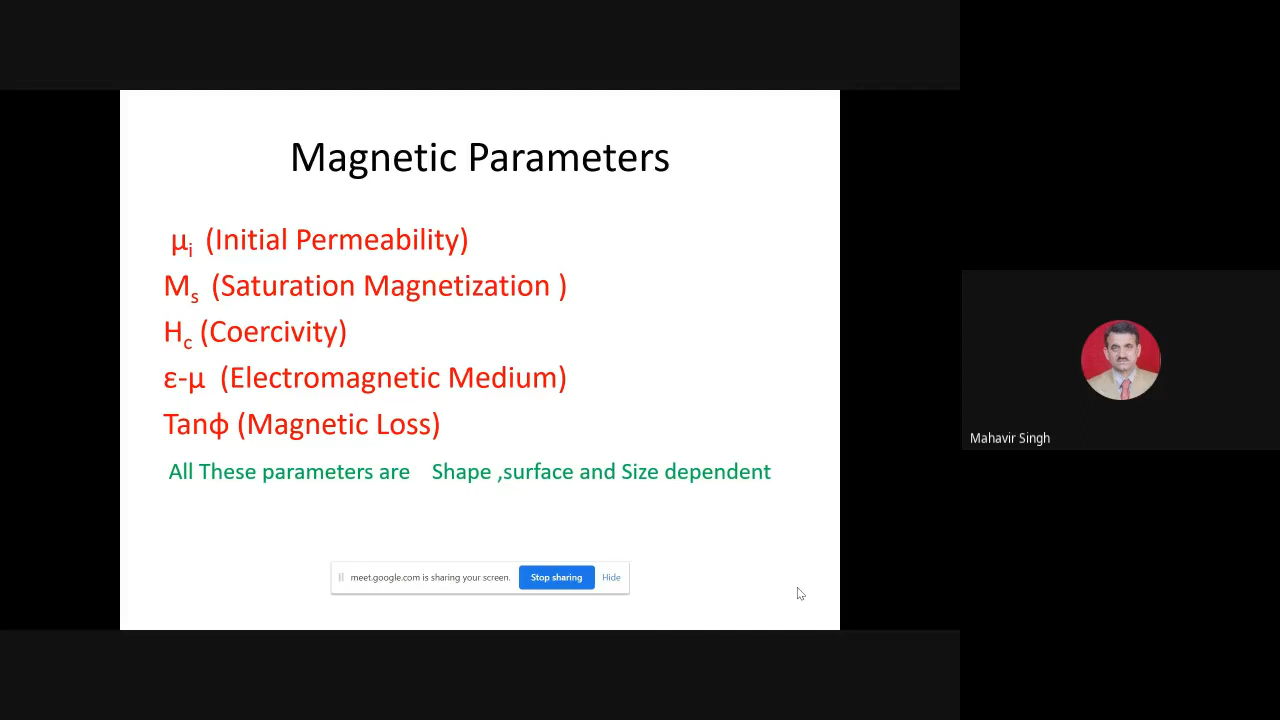 Magnetic Parameters
μi (Initial Permeability)
Ms (Saturation Magnetization )
Hc (Coercivity)
ε-μ (Electromagnetic Medium)
Tanϕ (Magnetic Loss)
All These parameters are Shape ,surface and Size dependent
meet.google.com is sharing your screen. Stop sharing Hide
Mahavir Singh